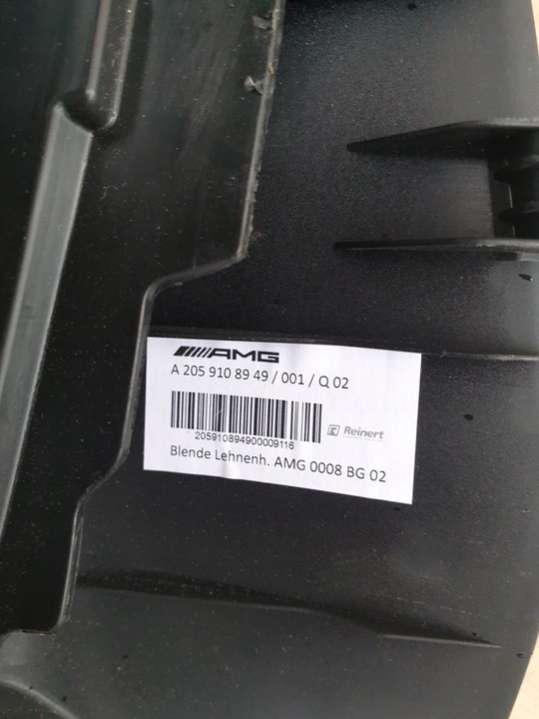 AMG
A 205 910 89 49 / 001 / Q 02
205910894900009116
Reinert
Blende Lehnenh. AMG 0008 BG 02